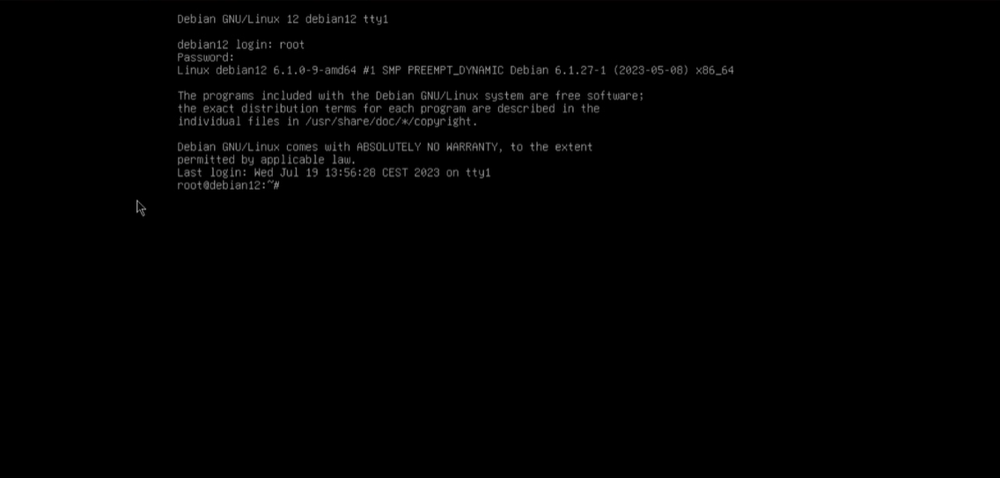 Debian GNU/Linux 12 debian12 tty1
debian12 login: root
Password:
Linux debian12 6.1.0-9-amd64 #1 SMP PREEMPT_DYNAMIC Debian 6.1.27-1 (2023-05-08) x86_64
The programs included with the Debian GNU/Linux system are free software;
the exact distribution terms for each program are described in the
individual files in /usr/share/doc/*/copyright.
Debian GNU/Linux comes with ABSOLUTELY NO WARRANTY, to the extent
permitted by applicable law.
Last login: Wed Jul 19 13:56:28 CEST 2023 on tty1
root@debian12:~#